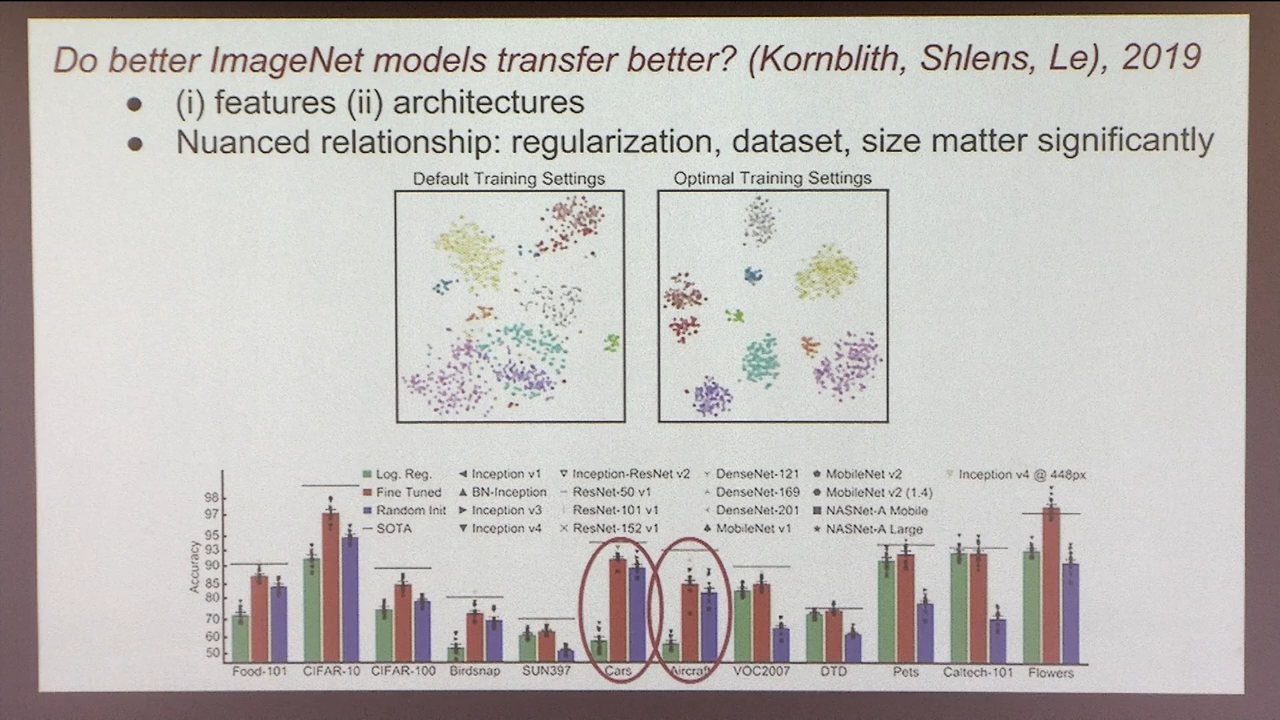 Do better ImageNet models transfer better? (Kornblith, Shlens, Le), 2019
● (i) features (ii) architectures
● Nuanced relationship: regularization, dataset, size matter significantly
Default Training Settings
Optimal Training Settings
Log. Reg.
Fine Tuned
Random Init
SOTA
Inception v1
BN-Inception
Inception v3
Inception v4
Inception-ResNet v2
ResNet-50 v1
ResNet-101 v1
ResNet-152 v1
DenseNet-121
DenseNet-169
DenseNet-201
MobileNet v1
MobileNet v2
MobileNet v2 (1.4)
NASNet-A Mobile
NASNet-A Large
Inception v4 @ 448px
Accuracy
98
97
95
93
90
85
80
70
60
50
Food-101
CIFAR-10
CIFAR-100
Birdsnap
SUN397
Cars
Aircraft
VOC2007
DTD
Pets
Caltech-101
Flowers